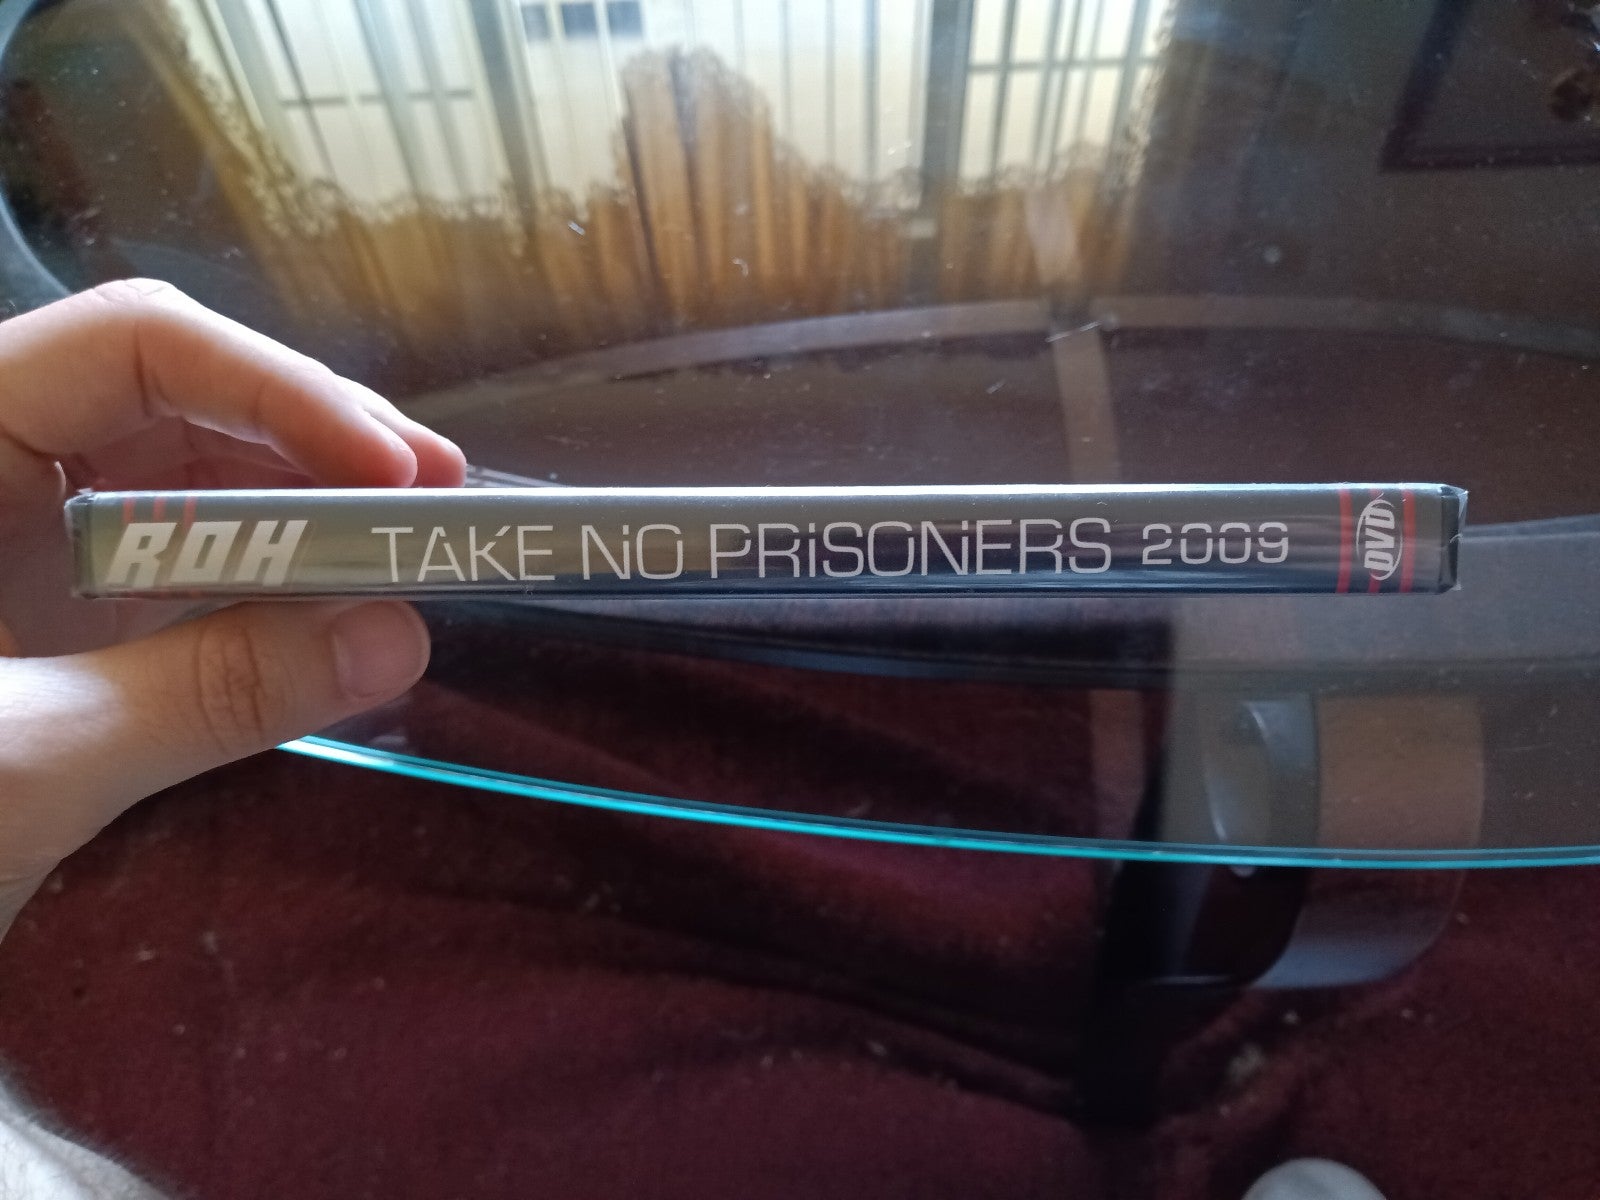 ROH TAKE NO PRISONERS 2009 DVD